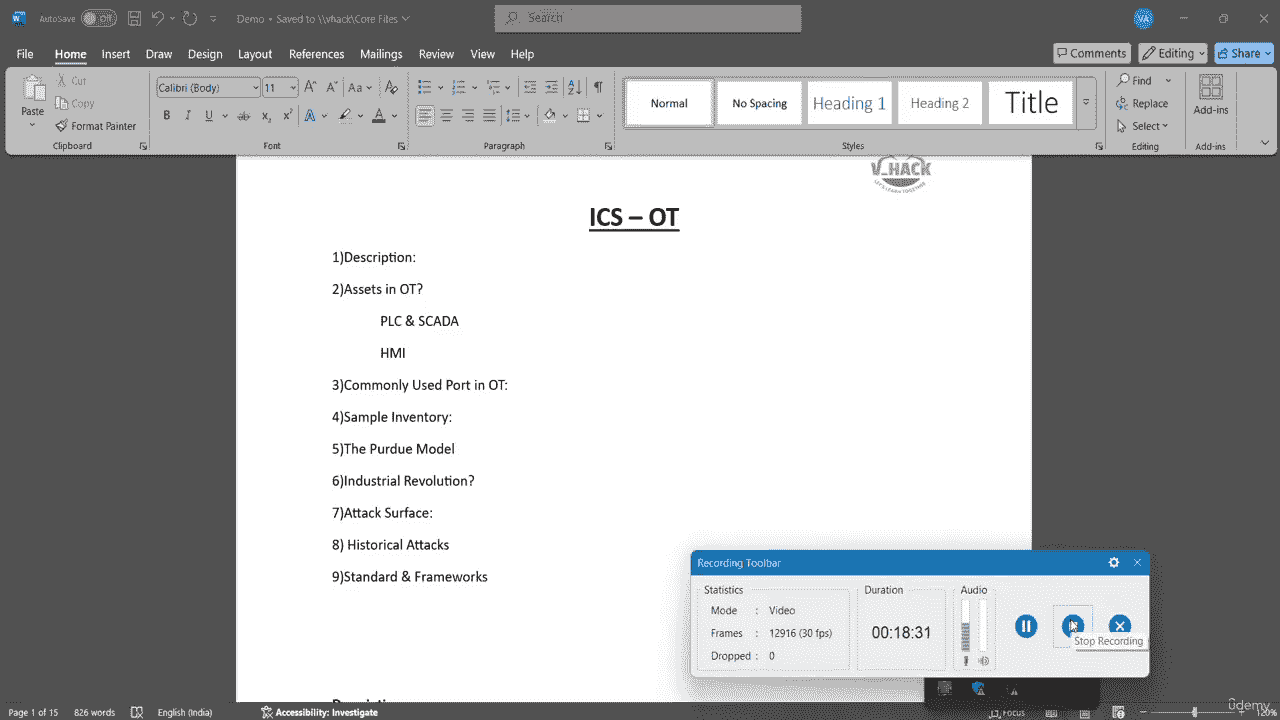 AutoSave Off Demo • Saved to V_Hack Files Search VA
File Home Insert Draw Design Layout References Mailings Review View Help Comments Editing Share
Paste Cut Copy Format Painter Clipboard
Calibri (Body) 11 Font
Paragraph
Normal No Spacing Heading 1 Heading 2 Title Styles
Find Replace Select Editing
Add-ins Add-ins
V_HACK
LET'S LEARN TOGETHER
ICS – OT
1)Description:
2)Assets in OT?
PLC & SCADA
HMI
3)Commonly Used Port in OT:
4)Sample Inventory:
5)The Purdue Model
6)Industrial Revolution?
7)Attack Surface:
8) Historical Attacks
9)Standard & Frameworks
Recording Toolbar
Statistics Duration Audio
Mode : Video
Frames : 12916 (30 fps)
Dropped : 0
00:18:31
Stop Recording
Page 1 of 15 826 words English (India) Accessibility: Investigate Focus
Udemy